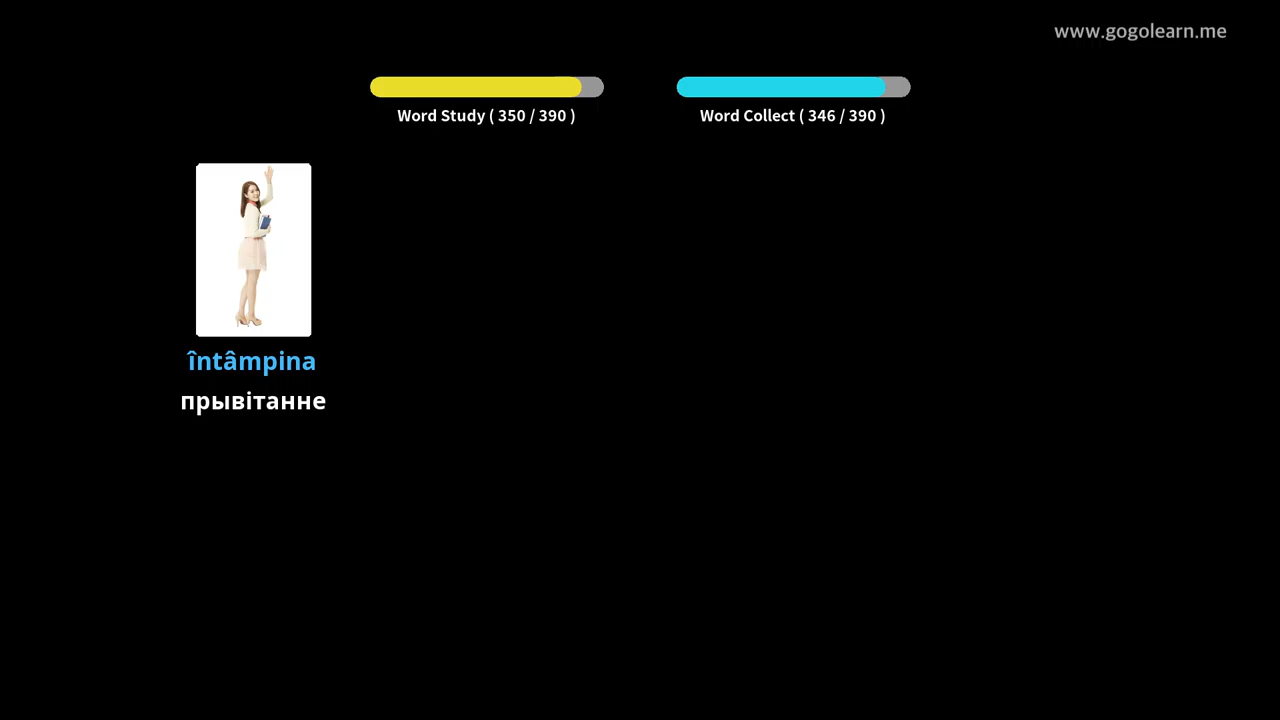 www.gogolearn.me
Word Study ( 350 / 390 )
Word Collect ( 346 / 390 )
întâmpina
прывітанне